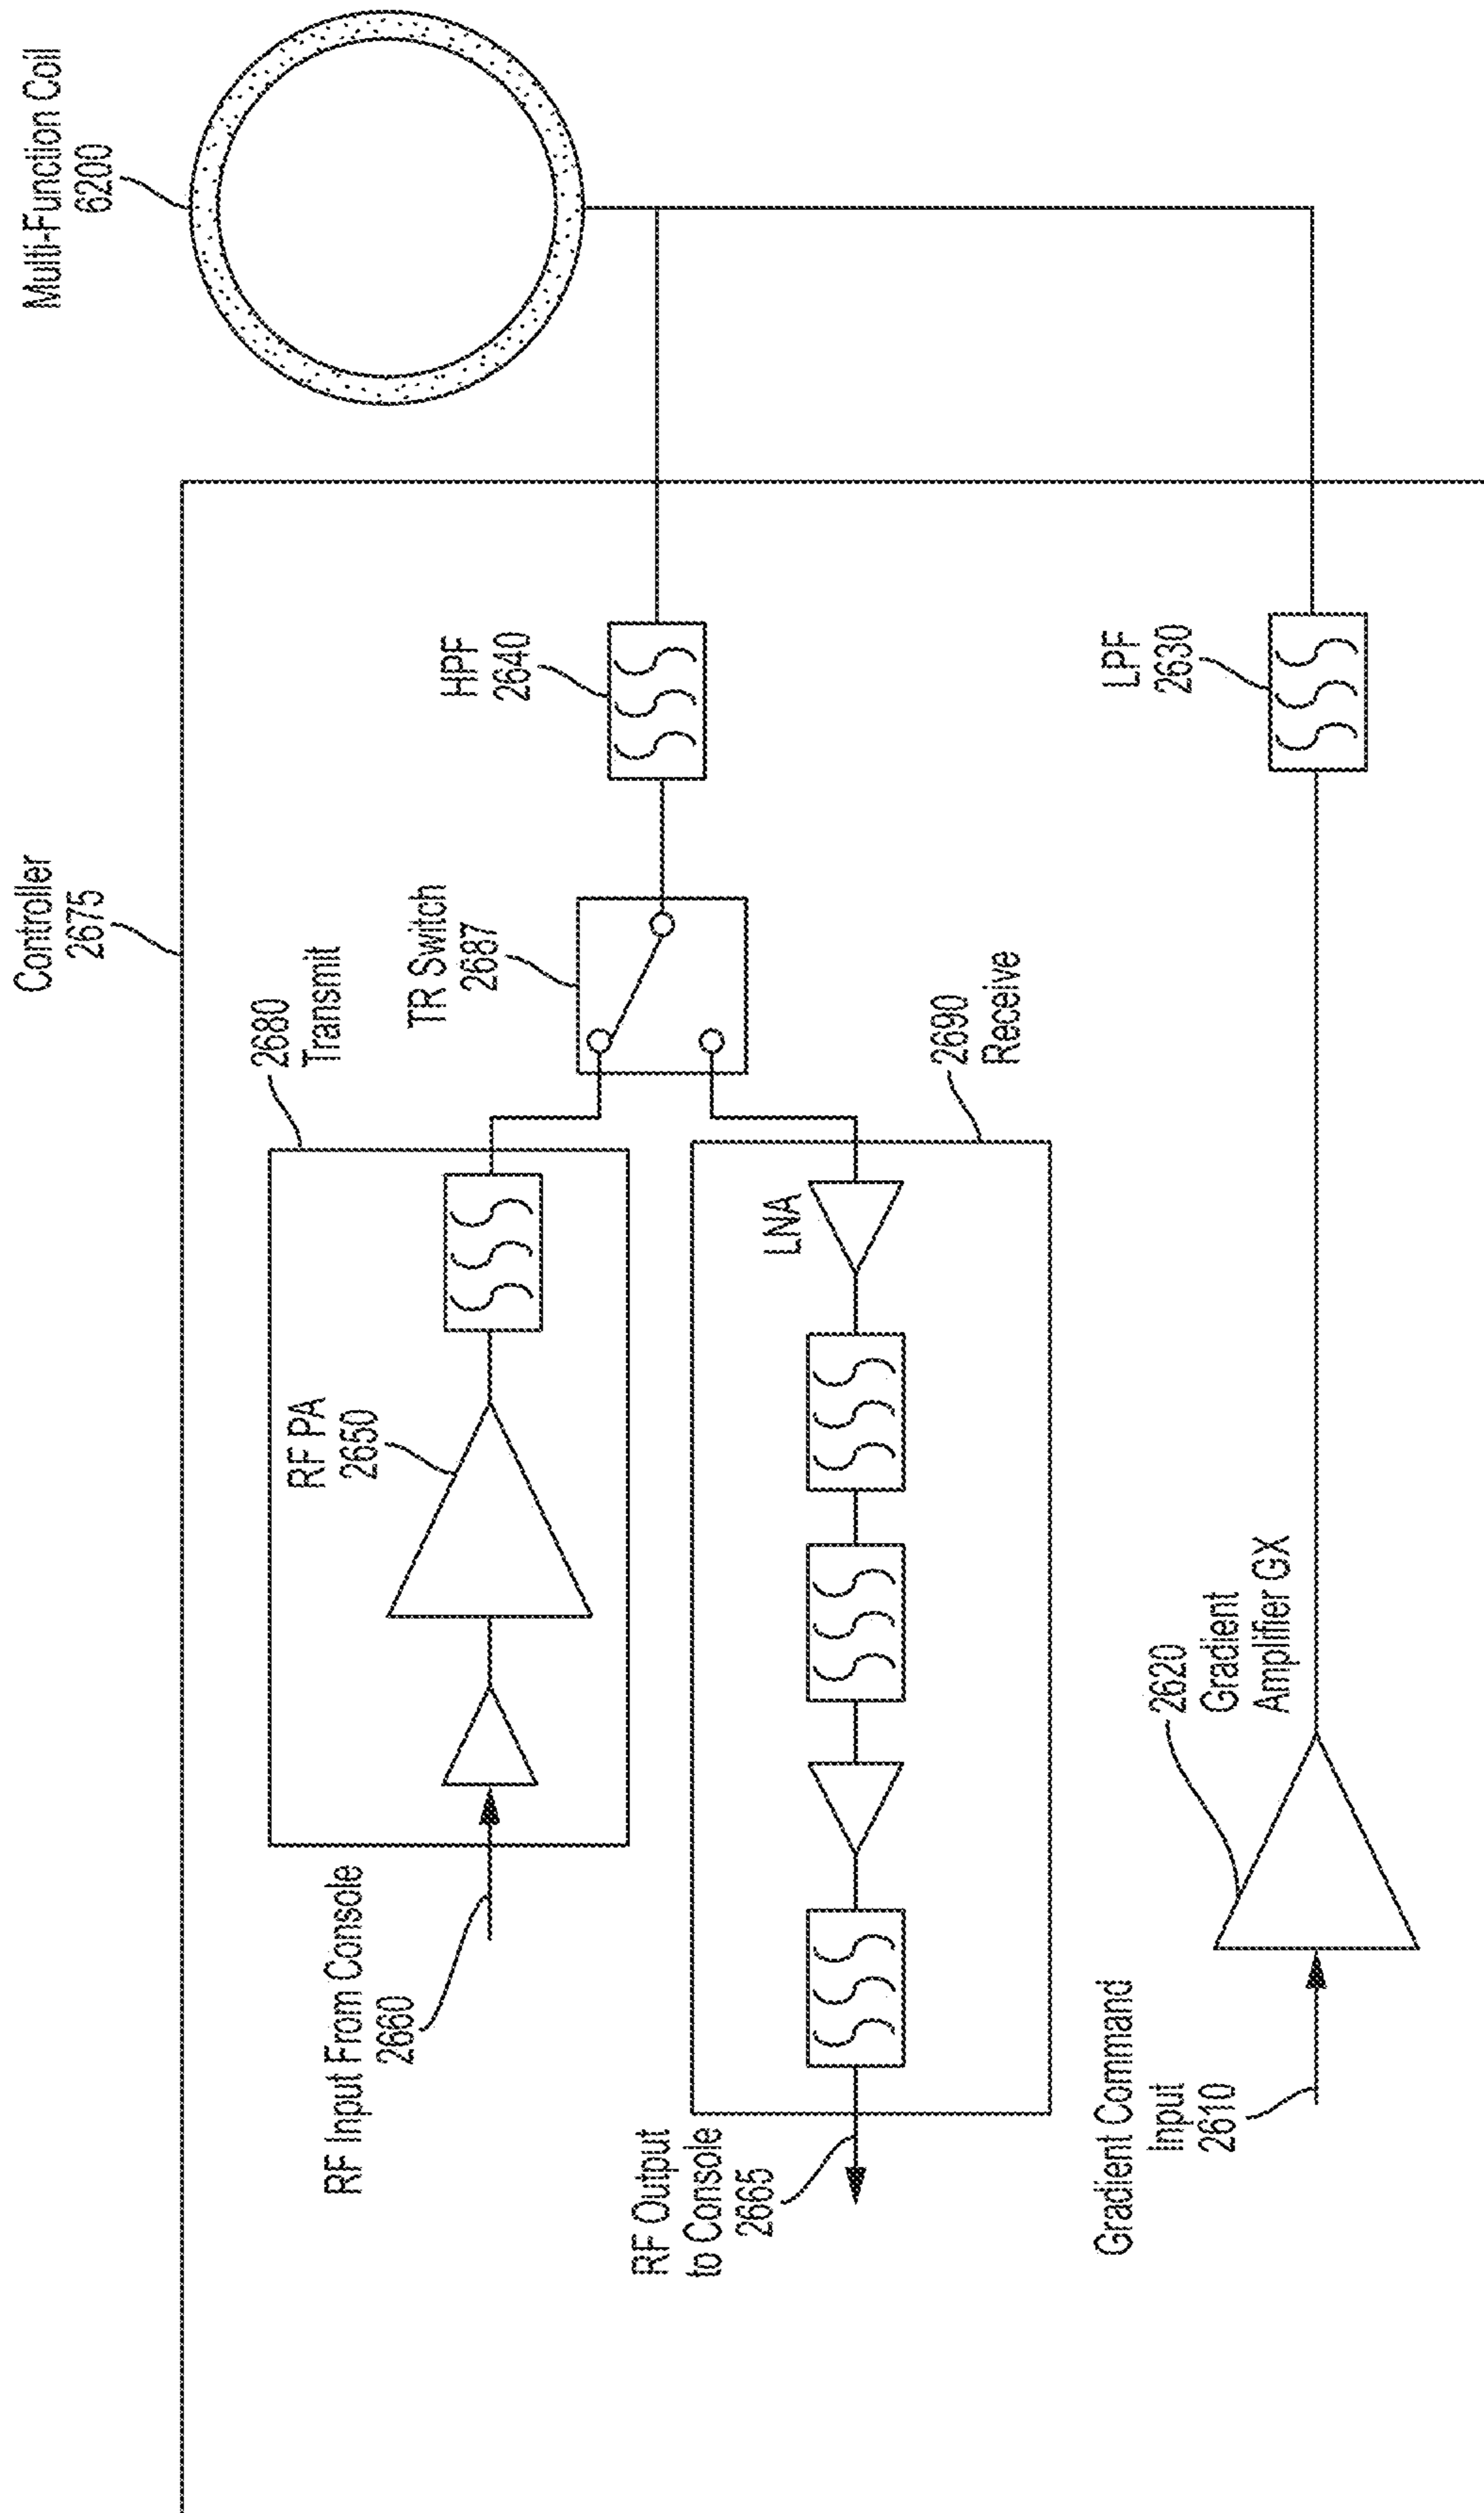 Multi-Function Coil
6200
Controller
2675
HPF
2640
LPF
2630
TR Switch
2687
2680
Transmit
2690
Receive
RF PA
2650
LNA
2620
Gradient
Amplifier GX
RF Input From Console
2660
RF Output
to Console
2665
Gradient Command
Input
2610